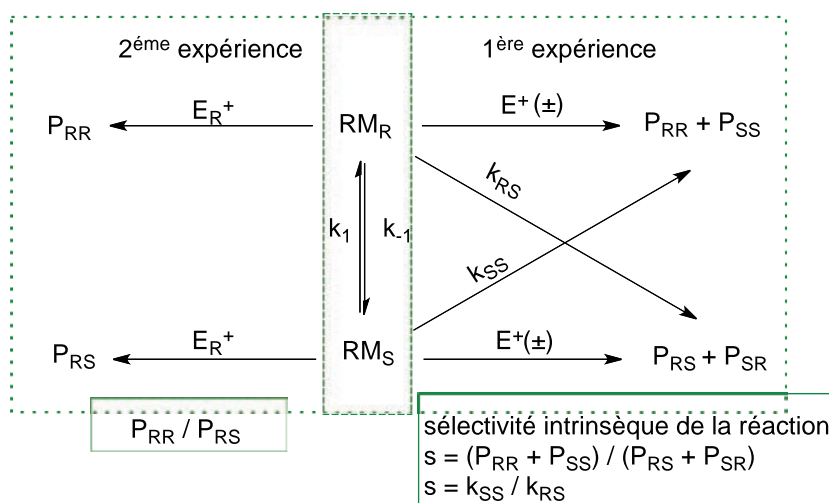 2éme expérience 1ère expérience
PRR ER+ RMR E+(±) PRR + PSS
kRS
k1 k-1
kSS
PRS ER+ RMS E+(±) PRS + PSR
PRR / PRS
sélectivité intrinsèque de la réaction
s = (PRR + PSS) / (PRS + PSR)
s = kSS / kRS